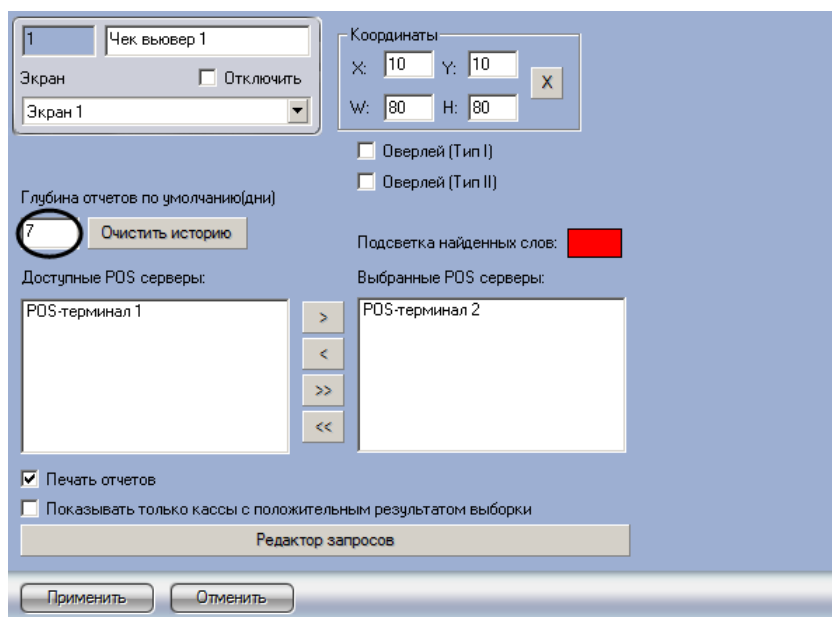 1 Чек вьювер 1
Экран Отключить
Экран 1
Координаты
X: 10 Y: 10 X
W: 80 H: 80
Оверлей (Тип I)
Оверлей (Тип II)
Глубина отчетов по умолчанию(дни)
7 Очистить историю
Подсветка найденных слов:
Доступные POS серверы: Выбранные POS серверы:
POS-терминал 1 > POS-терминал 2
<
>>
<<
Печать отчетов
Показывать только кассы с положительным результатом выборки
Редактор запросов
Применить Отменить